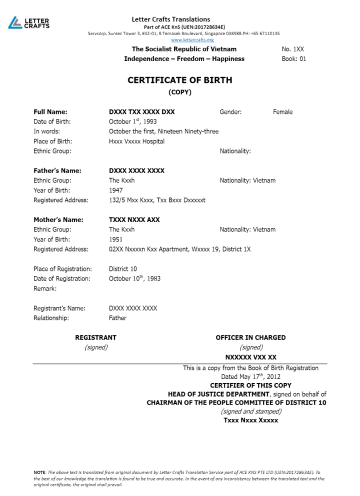 LETTER CRAFTS
Letter Crafts Translations
Part of ACE KnS (UEN:201728634E)
Servcorp, Suntec Tower 3, #42-01, 8 Temasek Boulevard, Singapore 038988 PH: +65 67110135
www.letterscrafts.org
The Socialist Republic of Vietnam No. 1XX
Independence – Freedom – Happiness Book: 01
CERTIFICATE OF BIRTH
(COPY)
Full Name: DXXX TXX XXXX DXX Gender: Female
Date of Birth: October 1st, 1993
In words: October the first, Nineteen Ninety-three
Place of Birth: Hxxx Vxxxx Hospital
Ethnic Group: Nationality:
Father's Name: DXXX XXXX XXXX
Ethnic Group: The Kxxh Nationality: Vietnam
Year of Birth: 1947
Registered Address: 132/5 Mxx Kxxx, Txx Bxxx Dxxxxxt
Mother's Name: TXXX NXXX AXX
Ethnic Group: The Kxxh Nationality: Vietnam
Year of Birth: 1951
Registered Address: 02XX Nxxxxn Kxx Apartment, Wxxxx 19, District 1X
Place of Registration: District 10
Date of Registration: October 10th, 1983
Remark:
Registrant's Name: DXXX XXXX XXXX
Relationship: Father
REGISTRANT OFFICER IN CHARGED
(signed) (signed)
NXXXXX VXX XX
This is a copy from the Book of Birth Registration
Dated May 17th, 2012
CERTIFIER OF THIS COPY
HEAD OF JUSTICE DEPARTMENT, signed on behalf of
CHAIRMAN OF THE PEOPLE COMMITTEE OF DISTRICT 10
(signed and stamped)
Txxx Nxxx Xxxxx
NOTE: The above text is translated from original document by Letter Crafts Translation Service part of ACE KNS PTE LTD (UEN:201728634E). To
the best of our knowledge the translation is found to be true and accurate. In the event of any inconsistency between the translated text and the
original certificate, the original shall prevail.